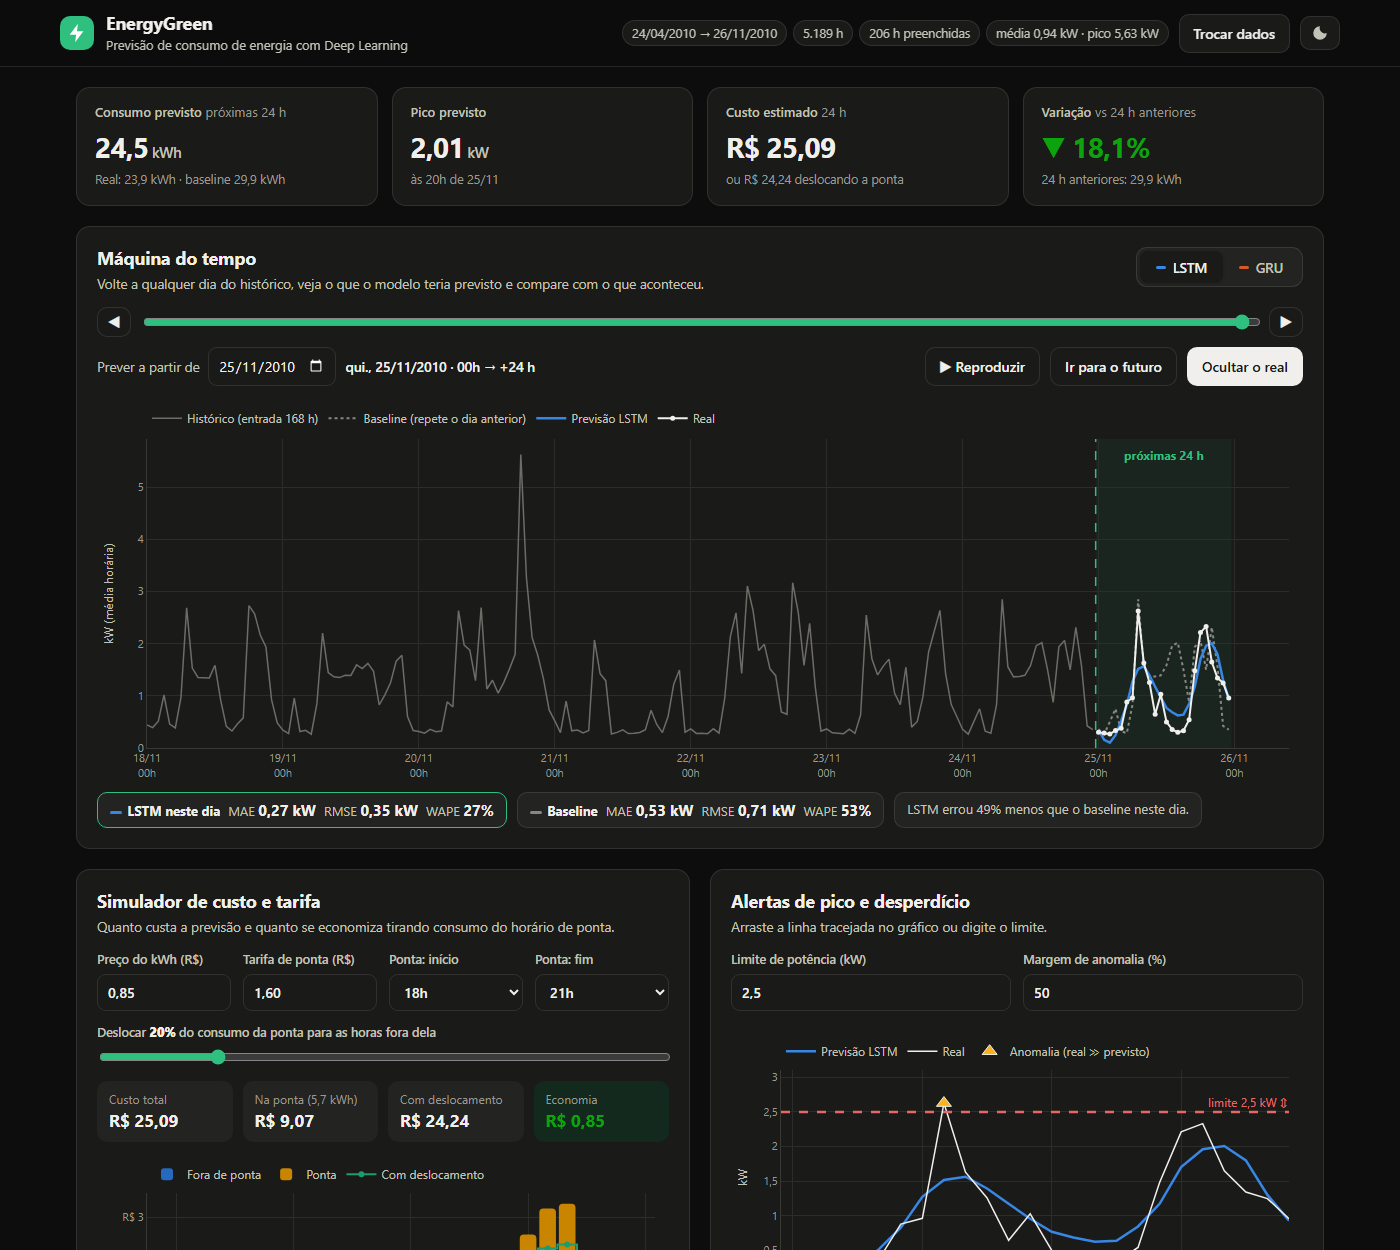 EnergyGreen
Previsão de consumo de energia com Deep Learning
24/04/2010 → 26/11/2010
5.189 h
206 h preenchidas
média 0,94 kW · pico 5,63 kW
Trocar dados
Consumo previsto próximas 24 h
24,5 kWh
Real: 23,9 kWh · baseline 29,9 kWh
Pico previsto
2,01 kW
às 20h de 25/11
Custo estimado 24 h
R$ 25,09
ou R$ 24,24 deslocando a ponta
Variação vs 24 h anteriores
▼ 18,1%
24 h anteriores: 29,9 kWh
Máquina do tempo
Volte a qualquer dia do histórico, veja o que o modelo teria previsto e compare com o que aconteceu.
LSTM
GRU
◀
▶
Prever a partir de
25/11/2010
qui., 25/11/2010 · 00h → +24 h
▶ Reproduzir
Ir para o futuro
Ocultar o real
Histórico (entrada 168 h)
Baseline (repete o dia anterior)
Previsão LSTM
Real
próximas 24 h
kW (média horária)
5
4
3
2
1
0
18/11 00h
19/11 00h
20/11 00h
21/11 00h
22/11 00h
23/11 00h
24/11 00h
25/11 00h
26/11 00h
LSTM neste dia MAE 0,27 kW RMSE 0,35 kW WAPE 27%
Baseline MAE 0,53 kW RMSE 0,71 kW WAPE 53%
LSTM errou 49% menos que o baseline neste dia.
Simulador de custo e tarifa
Quanto custa a previsão e quanto se economiza tirando consumo do horário de ponta.
Preço do kWh (R$)
0,85
Tarifa de ponta (R$)
1,60
Ponta: início
18h
Ponta: fim
21h
Deslocar 20% do consumo da ponta para as horas fora dela
Custo total
R$ 25,09
Na ponta (5,7 kWh)
R$ 9,07
Com deslocamento
R$ 24,24
Economia
R$ 0,85
Fora de ponta
Ponta
Com deslocamento
R$ 3
Alertas de pico e desperdício
Arraste a linha tracejada no gráfico ou digite o limite.
Limite de potência (kW)
2,5
Margem de anomalia (%)
50
Previsão LSTM
Real
Anomalia (real ≫ previsto)
limite 2,5 kW ⇕
kW
3
2,5
2
1,5
1
0,5